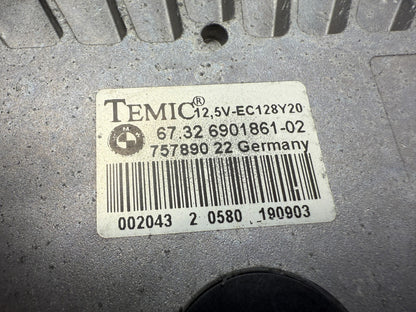 TEMIC® 12,5V-EC128Y20
67.32 6901861-02
757890 22 Germany
002043 2 0580 190903